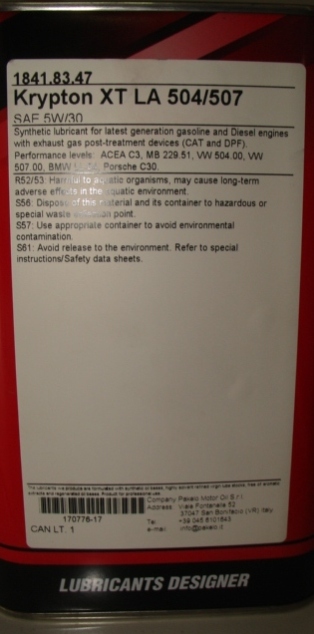 1841.83.47
Krypton XT LA 504/507
SAE 5W/30
Synthetic lubricant for latest generation gasoline and Diesel engines
with exhaust gas post-treatment devices (CAT and DPF).
Performance levels: ACEA C3, MB 229.51, VW 504.00, VW
507.00, BMW Porsche C30.
R52/53: Harmful to aquatic organisms, may cause long-term
adverse effects in the aquatic environment.
S56: Dispose of this material and its container to hazardous or
special waste point.
S57: Use appropriate container to avoid environmental
contamination.
S61: Avoid release to the environment. Refer to special
instructions/Safety data sheets.
Company Pakelo Motor Oil S.r.l
Address: Viale Fontanelle 52
37047 San Bonifacio (VR) Italy
170776-17
Tel:
CAN LT. 1
e-mail: info@pakelo.it
LUBRICANTS DESIGNER